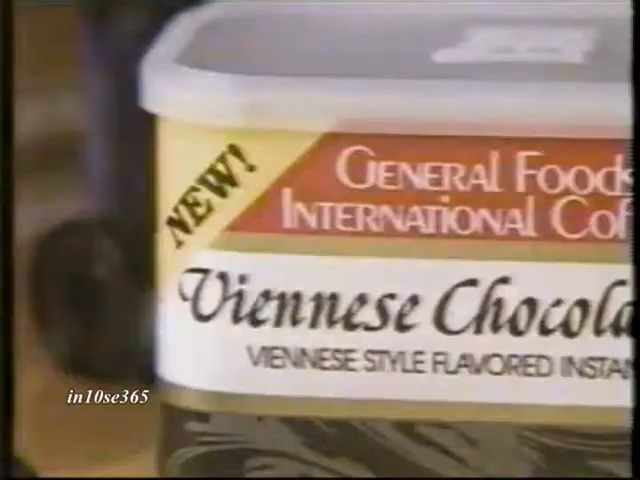 NEW!
GENERAL FOODS
INTERNATIONAL COF
Viennese Chocola
VIENNESE STYLE FLAVORED INSTAN
in10se365